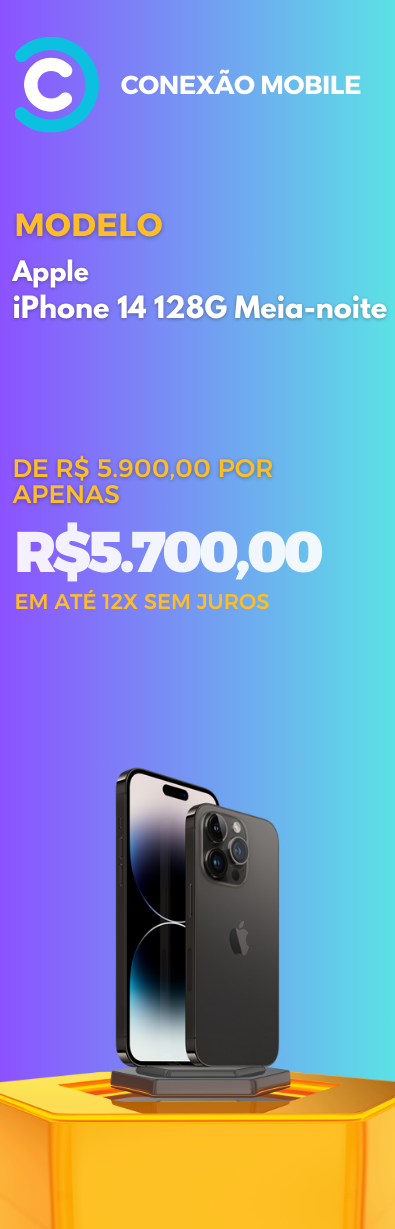 CONEXÃO MOBILE
MODELO
Apple
iPhone 14 128G Meia-noite
DE R$ 5.900,00 POR
APENAS
R$5.700,00
EM ATÉ 12X SEM JUROS